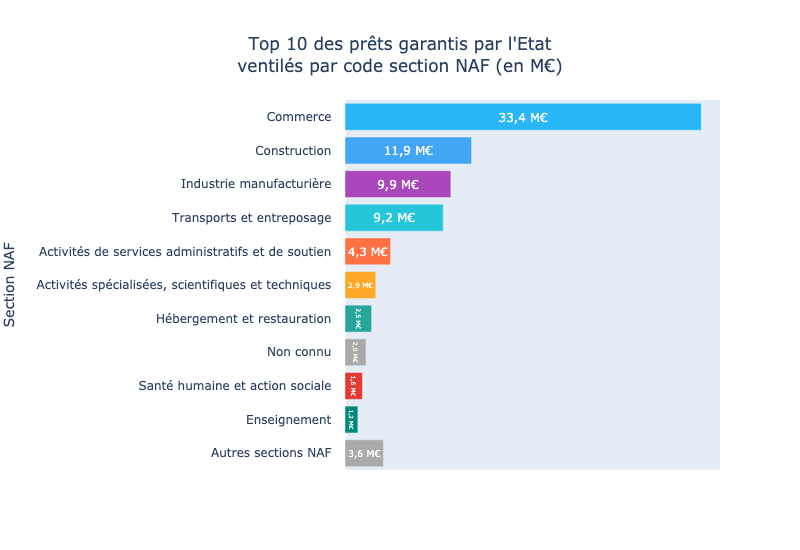 Top 10 des prêts garantis par l'Etat
ventilés par code section NAF (en M€)
Section NAF
Commerce 33,4 M€
Construction 11,9 M€
Industrie manufacturière 9,9 M€
Transports et entreposage 9,2 M€
Activités de services administratifs et de soutien 4,3 M€
Activités spécialisées, scientifiques et techniques 2,9 M€
Hébergement et restauration 2,5 M€
Non connu 2,0 M€
Santé humaine et action sociale 1,6 M€
Enseignement 1,2 M€
Autres sections NAF 3,6 M€